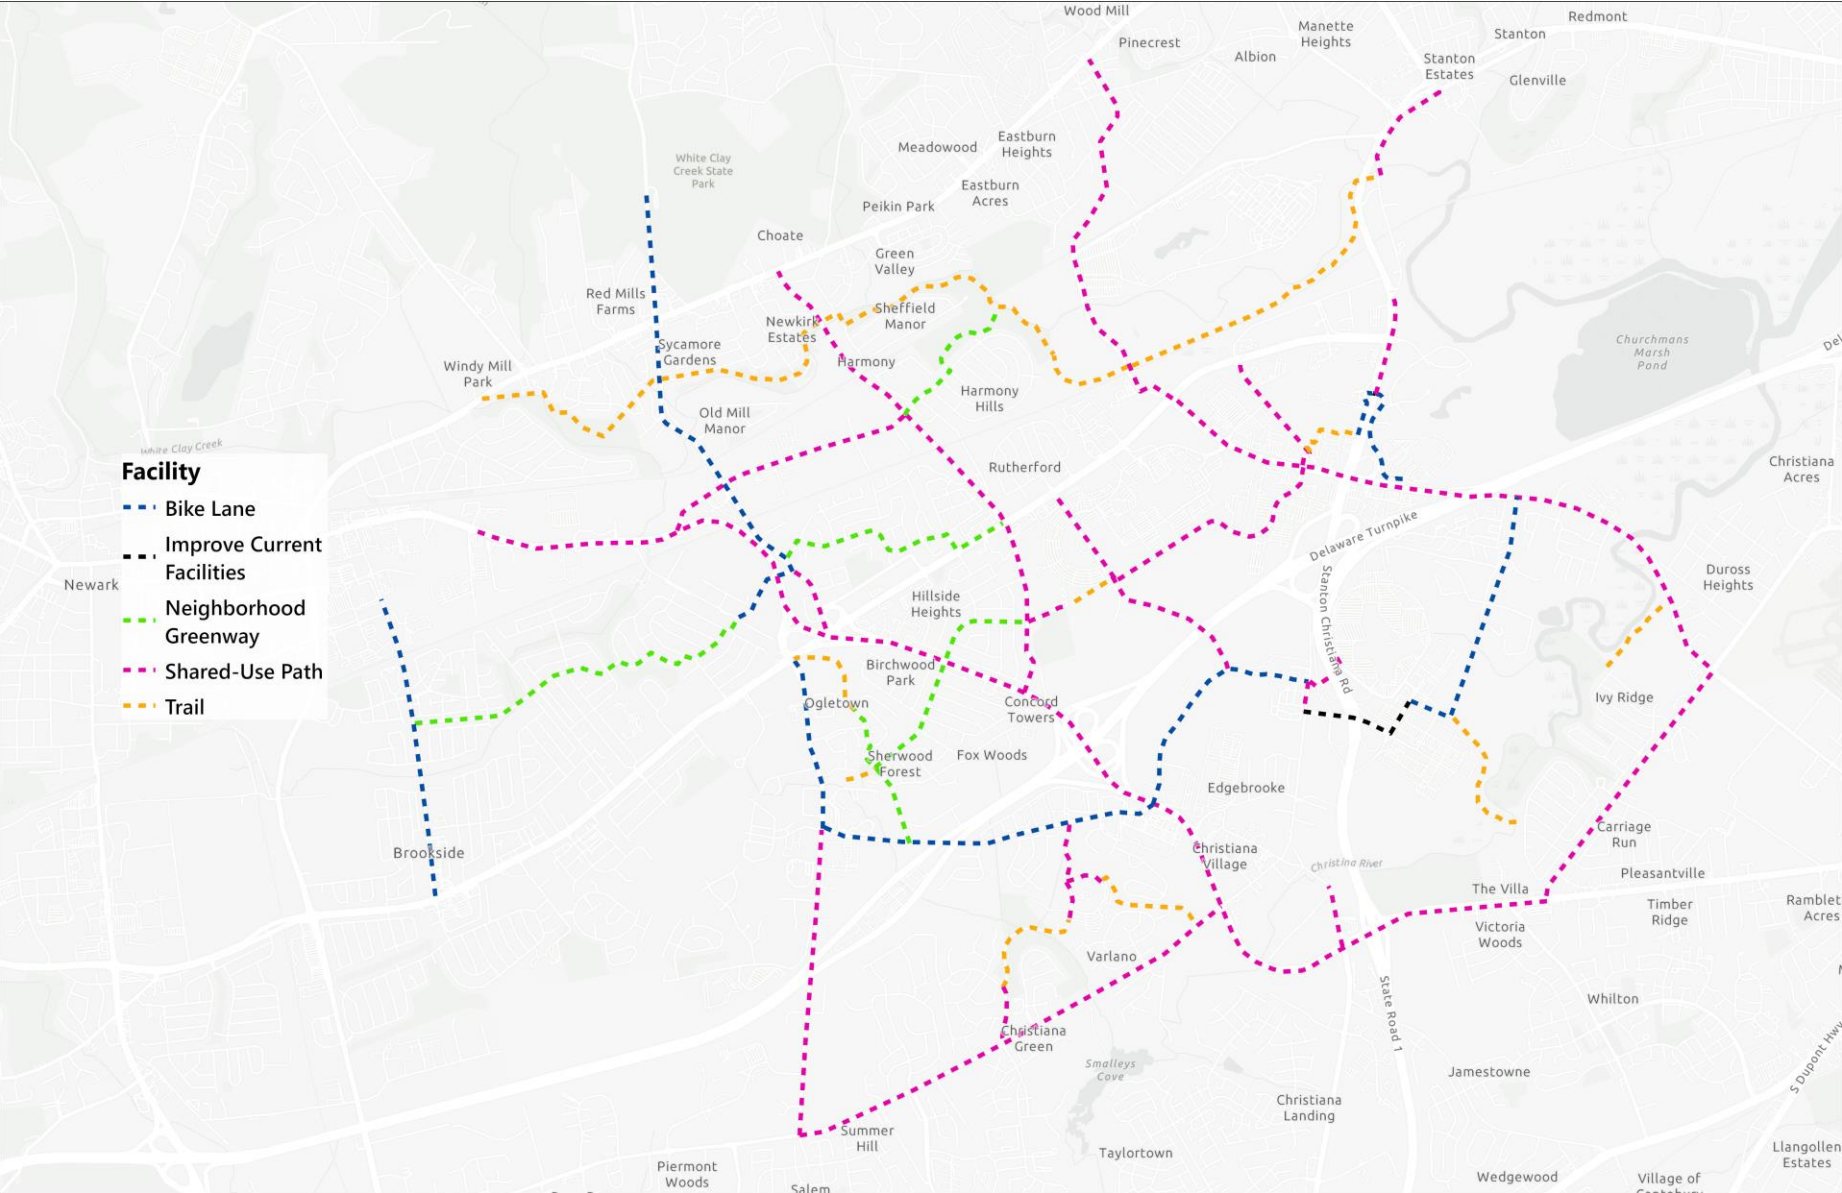 Wood Mill
Redmont
Manette
Heights
Stanton
Pinecrest
Albion
Stanton
Estates
Glenville
Eastburn
Heights
Meadowood
White Clay
Creek State
Park
Eastburn
Acres
Peikin Park
Choate
Green
Valley
Red Mills
Farms
Sheffield
Manor
Newkirk
Estates
Sycamore
Gardens
Harmony
Churchmans
Marsh
Pond
Windy Mill
Park
Harmony
Hills
Old Mill
Manor
White Clay Creek
Rutherford
Christiana
Acres
Facility
Bike Lane
Improve Current
Facilities
Neighborhood
Greenway
Shared-Use Path
Trail
Delaware Turnpike
Newark
Duross
Heights
Hillside
Heights
Stanton Christiana Rd
Birchwood
Park
Ivy Ridge
Ogletown
Concord
Towers
Sherwood
Forest
Fox Woods
Edgebrooke
Carriage
Run
Brookside
Christiana
Village
Christina River
Pleasantville
The Villa
Timber
Ridge
Acres
Victoria
Woods
Varlano
State Road 1
Whilton
Christiana
Green
S Dupont Hwy
Smalleys
Cove
Jamestowne
Christiana
Landing
Summer
Hill
Taylortown
Llangollen
Estates
Piermont
Woods
Wedgewood
Village of
Salem